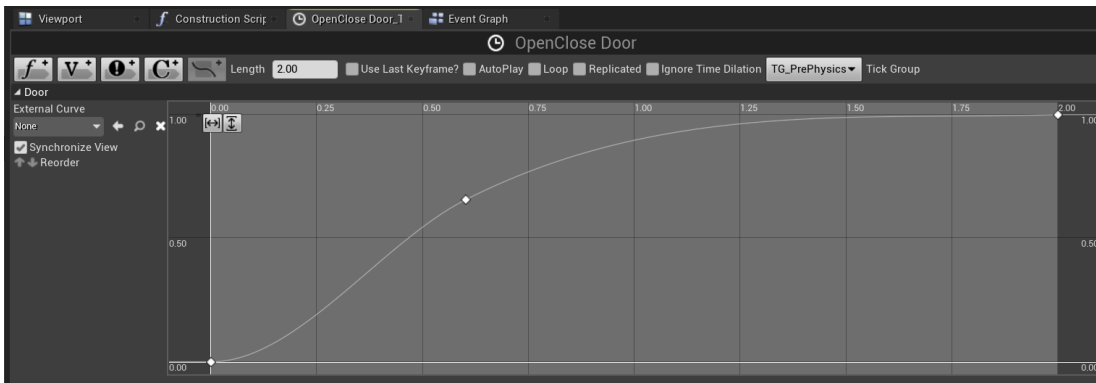 Viewport f Construction Scrip OpenClose Door_T Event Graph
OpenClose Door
f+ V+ !+ C+ Length 2.00 Use Last Keyframe? AutoPlay Loop Replicated Ignore Time Dilation TG_PrePhysics Tick Group
Door
External Curve 0.00 0.25 0.50 0.75 1.00 1.25 1.50 1.75 2.00
None 1.00 1.00
Synchronize View
Reorder
0.50 0.50
0.00 0.00